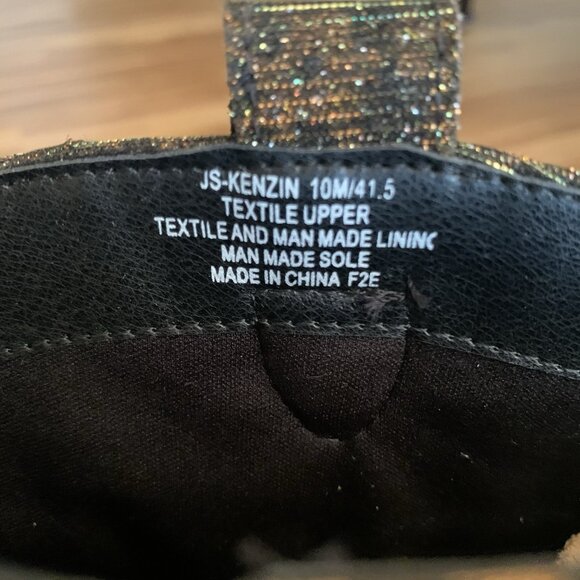 JS-KENZIN 10M/41.5
TEXTILE UPPER
TEXTILE AND MAN MADE LINING
MAN MADE SOLE
MADE IN CHINA F2E